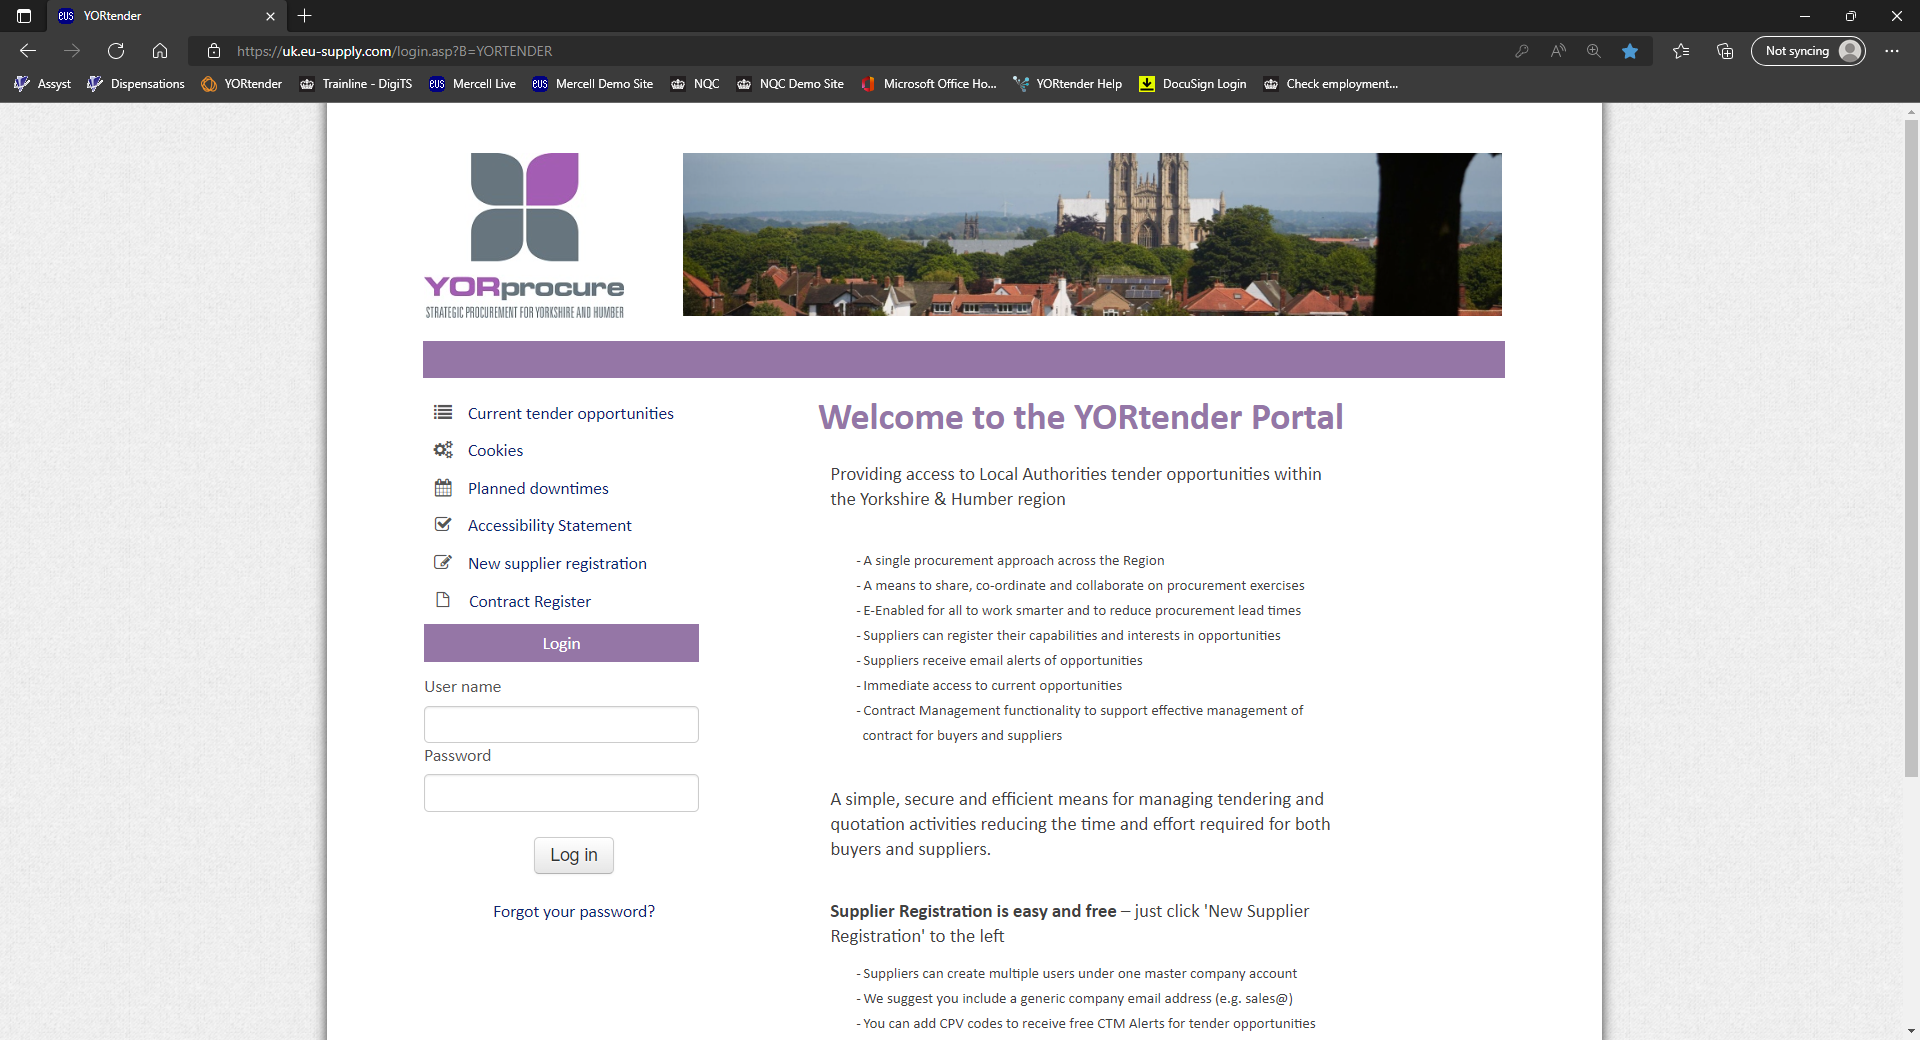 eus YORtender
https://uk.eu-supply.com/login.asp?B=YORTENDER
Not syncing
Assyst Dispensations YORtender Trainline - DigiTS eus Mercell Live eus Mercell Demo Site NQC NQC Demo Site Microsoft Office Ho... YORtender Help DocuSign Login Check employment...
YORprocure
STRATEGIC PROCUREMENT FOR YORKSHIRE AND HUMBER
Current tender opportunities
Cookies
Planned downtimes
Accessibility Statement
New supplier registration
Contract Register
Login
User name
Password
Log in
Forgot your password?
Welcome to the YORtender Portal
Providing access to Local Authorities tender opportunities within
the Yorkshire & Humber region
- A single procurement approach across the Region
- A means to share, co-ordinate and collaborate on procurement exercises
- E-Enabled for all to work smarter and to reduce procurement lead times
- Suppliers can register their capabilities and interests in opportunities
- Suppliers receive email alerts of opportunities
- Immediate access to current opportunities
- Contract Management functionality to support effective management of
contract for buyers and suppliers
A simple, secure and efficient means for managing tendering and
quotation activities reducing the time and effort required for both
buyers and suppliers.
Supplier Registration is easy and free – just click 'New Supplier
Registration' to the left
- Suppliers can create multiple users under one master company account
- We suggest you include a generic company email address (e.g. sales@)
- You can add CPV codes to receive free CTM Alerts for tender opportunities